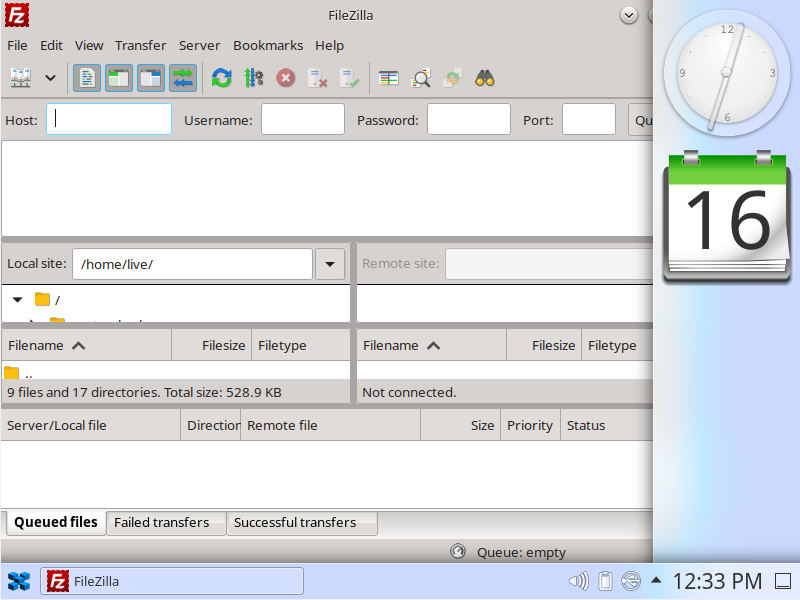 FileZilla
File Edit View Transfer Server Bookmarks Help
Host: Username: Password: Port: Qu
Local site: /home/live/
Remote site:
/
Filename Filesize Filetype
Filename Filesize Filetype
..
9 files and 17 directories. Total size: 528.9 KB
Not connected.
Server/Local file Direction Remote file Size Priority Status
Queued files Failed transfers Successful transfers
Queue: empty
FileZilla
12:33 PM
12
3
6
9
16